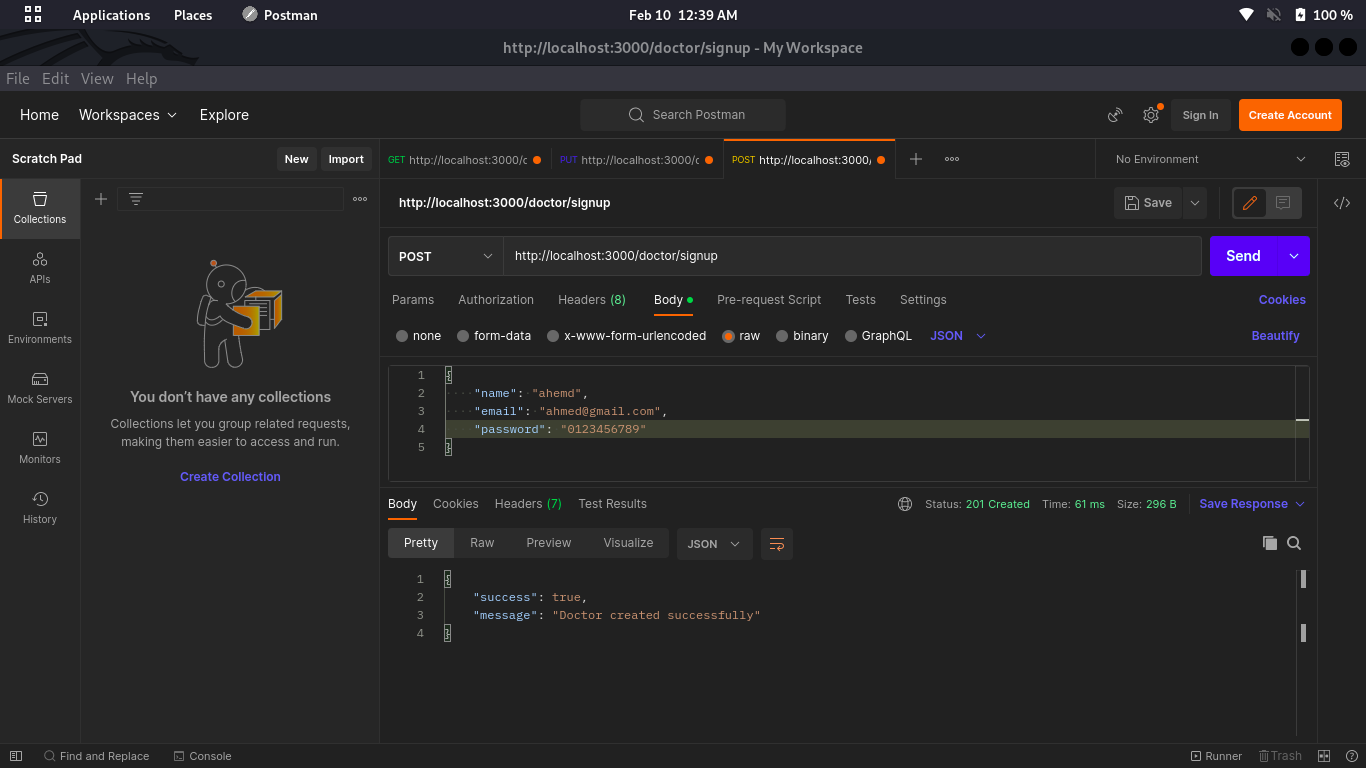 Applications Places Postman Feb 10 12:39 AM 100 %
http://localhost:3000/doctor/signup - My Workspace
File Edit View Help
Home Workspaces Explore Search Postman Sign In Create Account
Scratch Pad New Import GET http://localhost:3000/c PUT http://localhost:3000/c POST http://localhost:3000/ No Environment
http://localhost:3000/doctor/signup Save
Collections
APIs
Environments
Mock Servers
Monitors
History
You don't have any collections
Collections let you group related requests,
making them easier to access and run.
Create Collection
POST http://localhost:3000/doctor/signup Send
Params Authorization Headers (8) Body Pre-request Script Tests Settings Cookies
none form-data x-www-form-urlencoded raw binary GraphQL JSON Beautify
1 {
2 "name": "ahemd",
3 "email": "ahmed@gmail.com",
4 "password": "0123456789"
5 }
Body Cookies Headers (7) Test Results Status: 201 Created Time: 61 ms Size: 296 B Save Response
Pretty Raw Preview Visualize JSON
1 {
2 "success": true,
3 "message": "Doctor created successfully"
4 }
Find and Replace Console Runner Trash